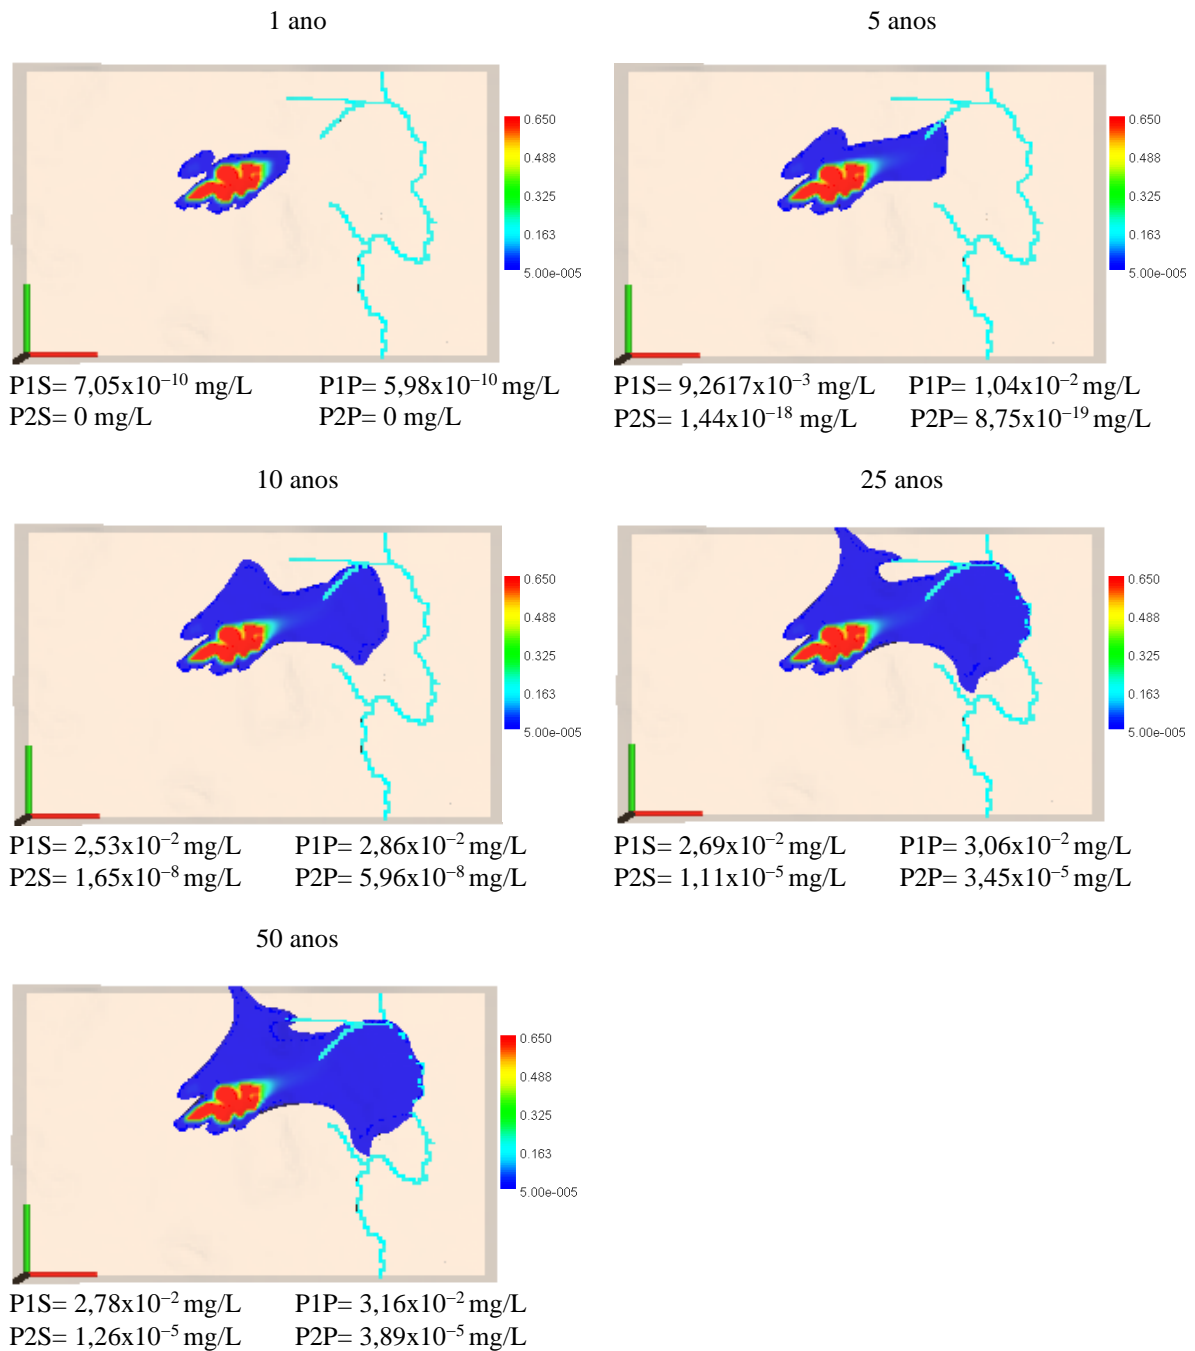 1 ano
0.650
0.488
0.325
0.163
5.00e-005
P1S= 7,05x10⁻¹⁰ mg/L P1P= 5,98x10⁻¹⁰ mg/L
P2S= 0 mg/L P2P= 0 mg/L
5 anos
0.650
0.488
0.325
0.163
5.00e-005
P1S= 9,2617x10⁻³ mg/L P1P= 1,04x10⁻² mg/L
P2S= 1,44x10⁻¹⁸ mg/L P2P= 8,75x10⁻¹⁹ mg/L
10 anos
0.650
0.488
0.325
0.163
5.00e-005
P1S= 2,53x10⁻² mg/L P1P= 2,86x10⁻² mg/L
P2S= 1,65x10⁻⁸ mg/L P2P= 5,96x10⁻⁸ mg/L
25 anos
0.650
0.488
0.325
0.163
5.00e-005
P1S= 2,69x10⁻² mg/L P1P= 3,06x10⁻² mg/L
P2S= 1,11x10⁻⁵ mg/L P2P= 3,45x10⁻⁵ mg/L
50 anos
0.650
0.488
0.325
0.163
5.00e-005
P1S= 2,78x10⁻² mg/L P1P= 3,16x10⁻² mg/L
P2S= 1,26x10⁻⁵ mg/L P2P= 3,89x10⁻⁵ mg/L